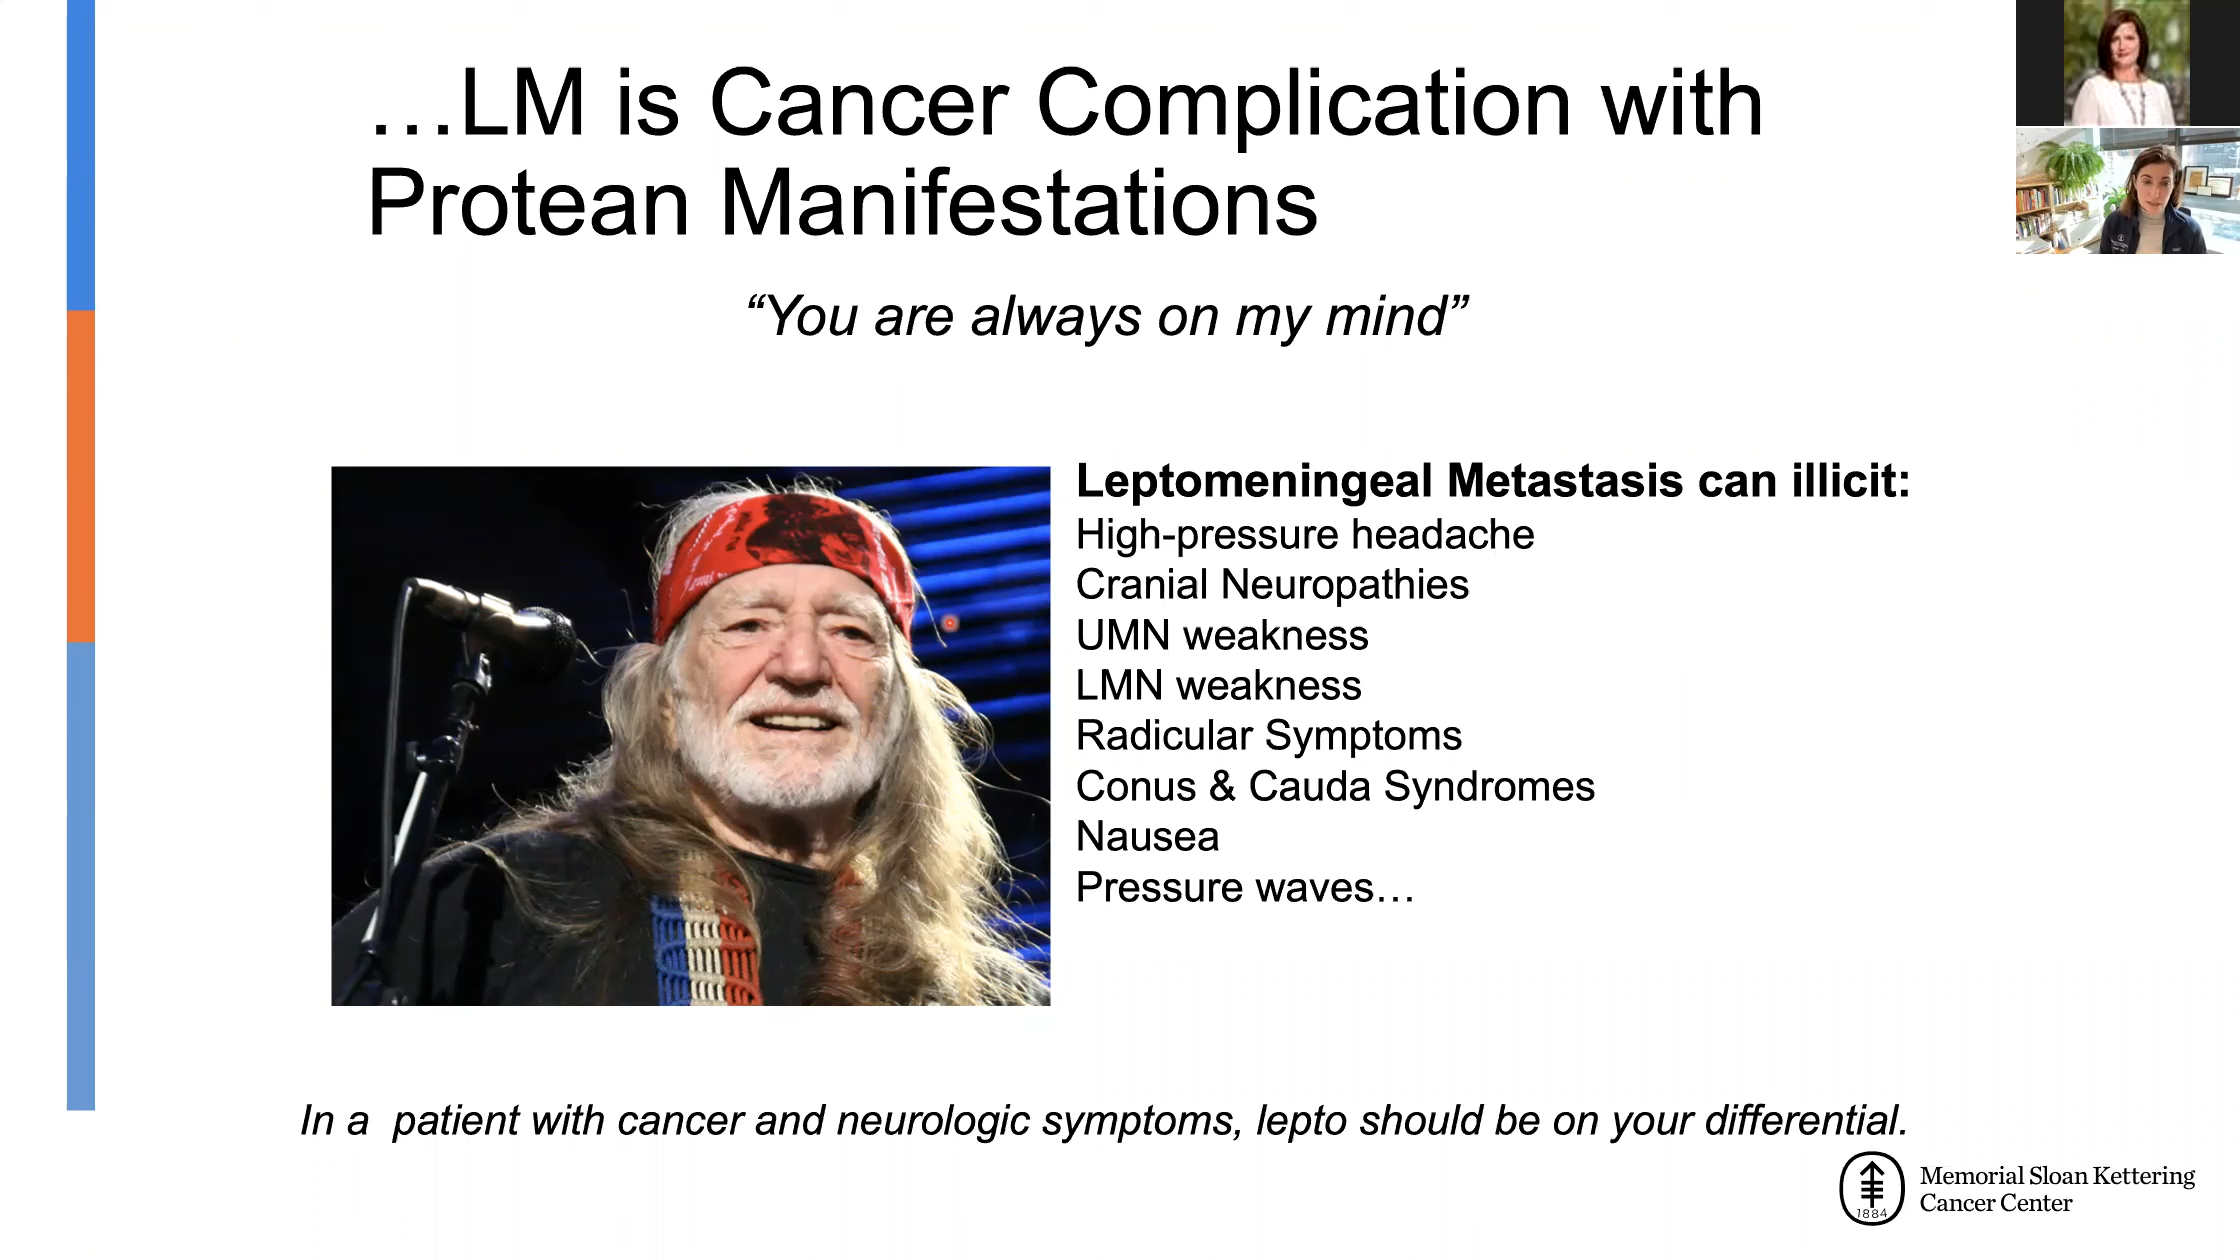 …LM is Cancer Complication with
Protean Manifestations
“You are always on my mind”
Leptomeningeal Metastasis can illicit:
High-pressure headache
Cranial Neuropathies
UMN weakness
LMN weakness
Radicular Symptoms
Conus & Cauda Syndromes
Nausea
Pressure waves…
In a  patient with cancer and neurologic symptoms, lepto should be on your differential.
1884
Memorial Sloan Kettering
Cancer Center